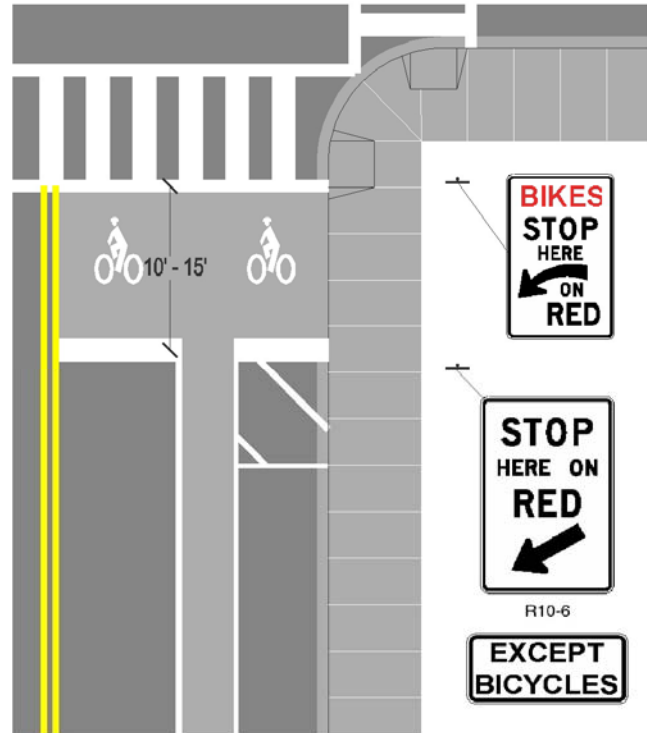 10' - 15'
BIKES
STOP
HERE
ON
RED
STOP
HERE ON
RED
R10-6
EXCEPT
BICYCLES